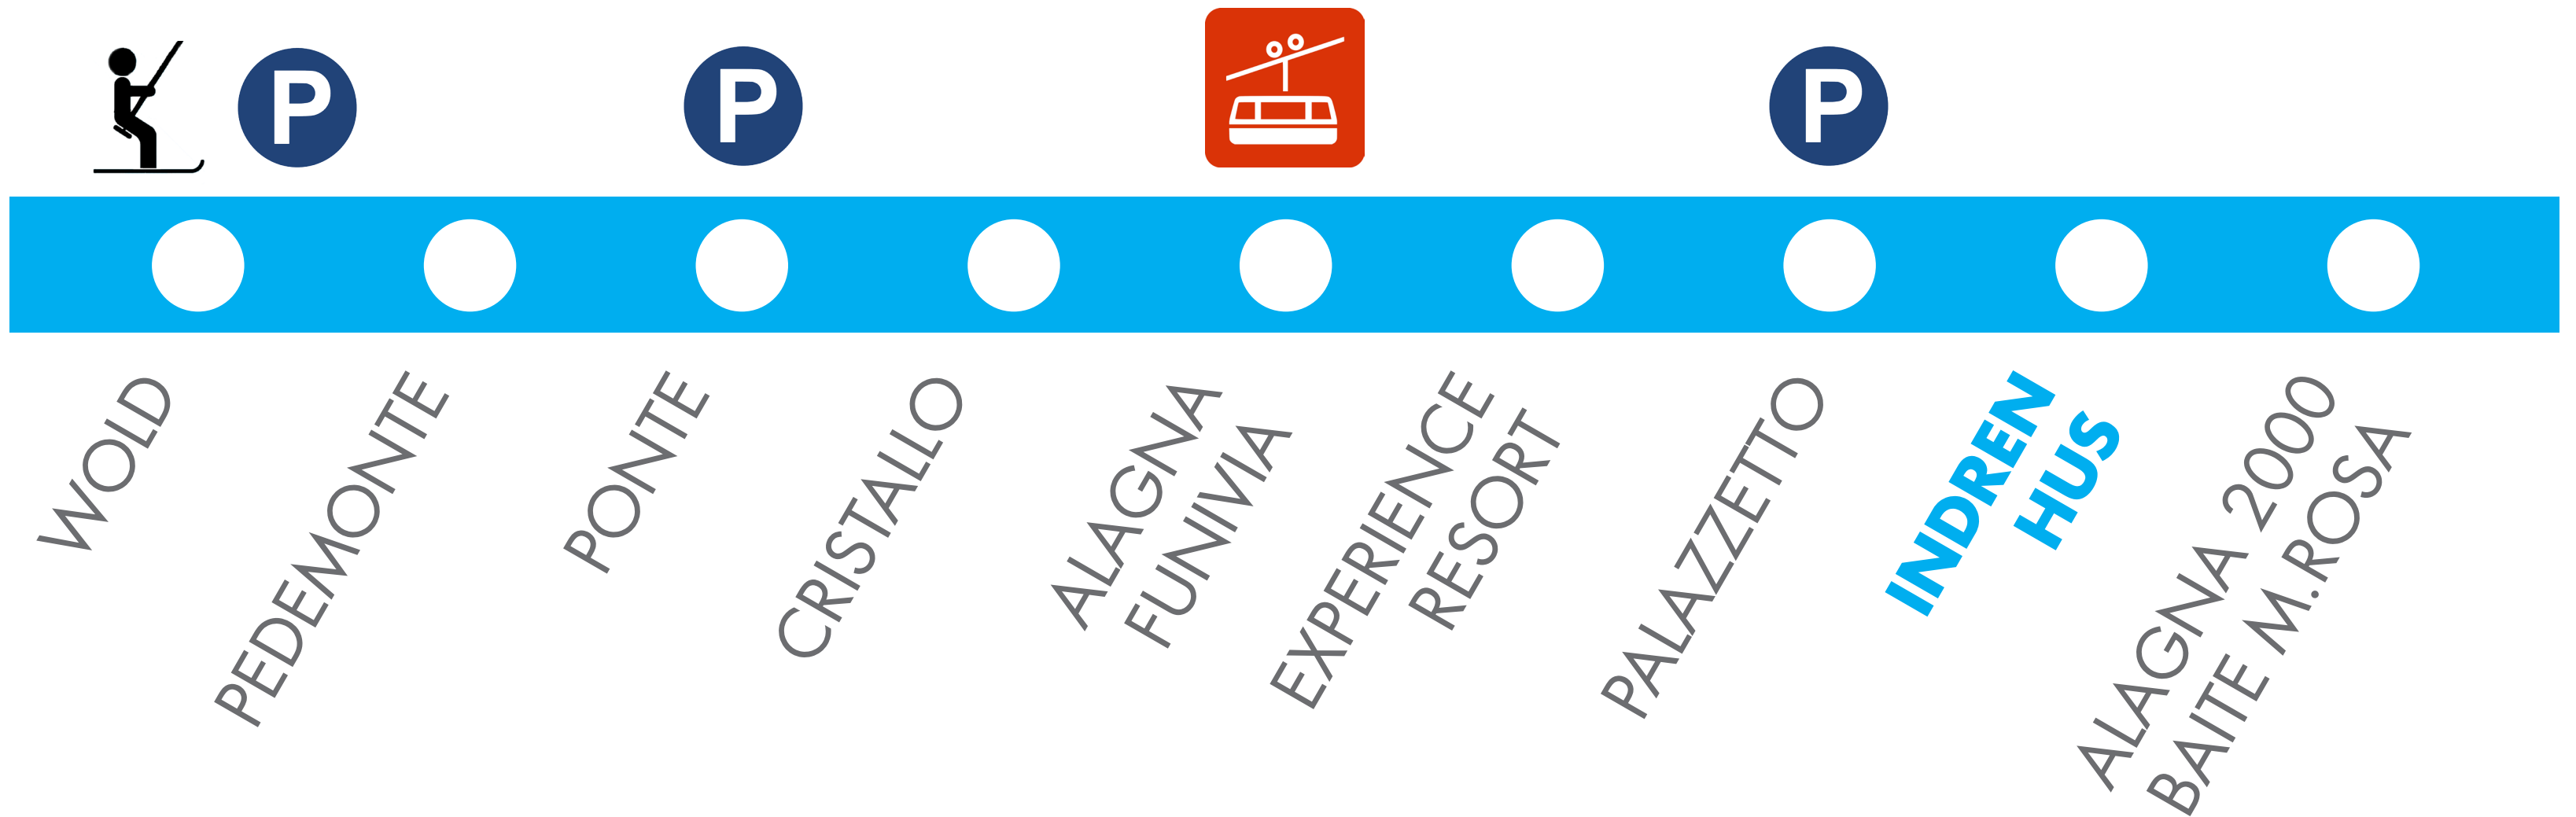 P
P
P
WOLD
PEDEMONTE
PONTE
CRISTALLO
ALAGNA
FUNIVIA
EXPERIENCE
RESORT
PALAZZETTO
INDREN
HUS
ALAGNA 2000
BAITE M.ROSA